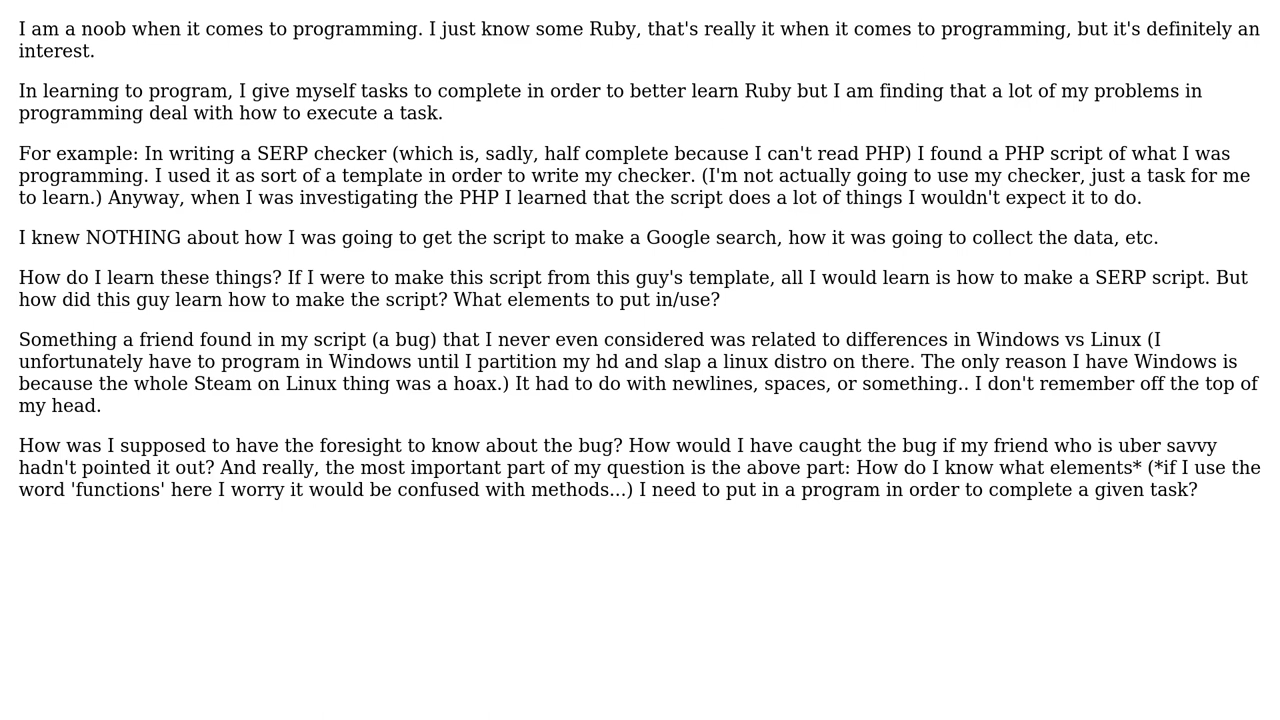 I am a noob when it comes to programming. I just know some Ruby, that's really it when it comes to programming, but it's definitely an
interest.
In learning to program, I give myself tasks to complete in order to better learn Ruby but I am finding that a lot of my problems in
programming deal with how to execute a task.
For example: In writing a SERP checker (which is, sadly, half complete because I can't read PHP) I found a PHP script of what I was
programming. I used it as sort of a template in order to write my checker. (I'm not actually going to use my checker, just a task for me
to learn.) Anyway, when I was investigating the PHP I learned that the script does a lot of things I wouldn't expect it to do.
I knew NOTHING about how I was going to get the script to make a Google search, how it was going to collect the data, etc.
How do I learn these things? If I were to make this script from this guy's template, all I would learn is how to make a SERP script. But
how did this guy learn how to make the script? What elements to put in/use?
Something a friend found in my script (a bug) that I never even considered was related to differences in Windows vs Linux (I
unfortunately have to program in Windows until I partition my hd and slap a linux distro on there. The only reason I have Windows is
because the whole Steam on Linux thing was a hoax.) It had to do with newlines, spaces, or something.. I don't remember off the top of
my head.
How was I supposed to have the foresight to know about the bug? How would I have caught the bug if my friend who is uber savvy
hadn't pointed it out? And really, the most important part of my question is the above part: How do I know what elements* (*if I use the
word 'functions' here I worry it would be confused with methods...) I need to put in a program in order to complete a given task?